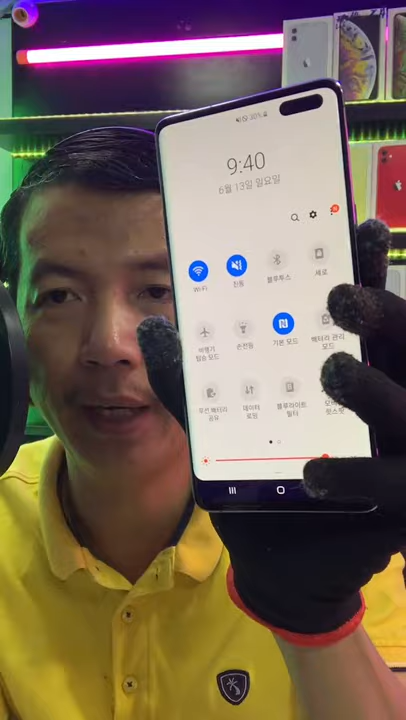 30%
9:40
6월 13일 일요일
Wi-Fi
진동
블루투스
세로
비행기
탑승 모드
손전등
기본 모드
배터리 관리
모드
무선 배터리
공유
데이터
로밍
블루라이트
필터
모바일
핫스팟